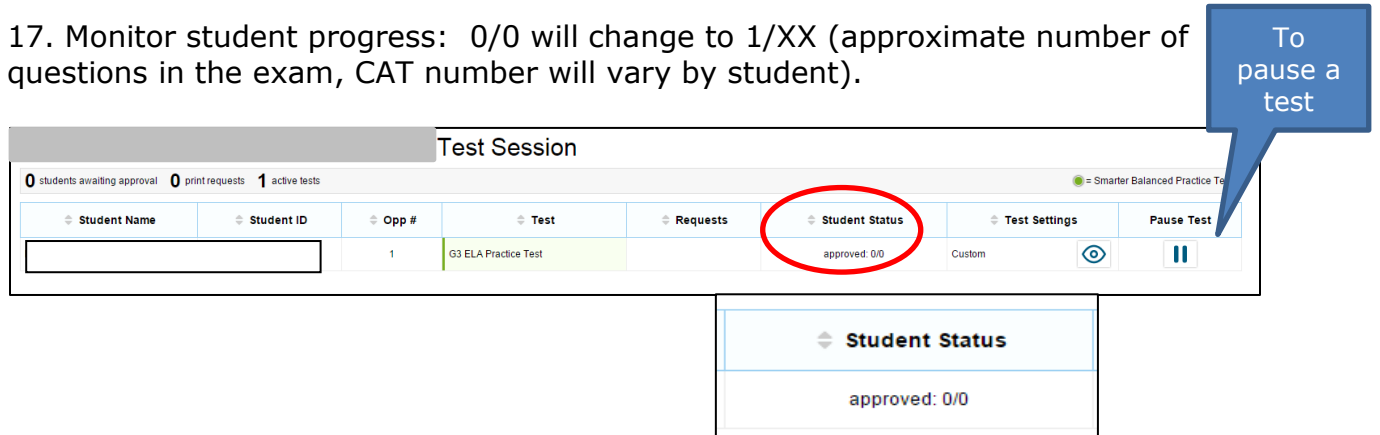 17. Monitor student progress:  0/0 will change to 1/XX (approximate number of
questions in the exam, CAT number will vary by student).
To
pause a
test
Test Session
0 students awaiting approval 0 print requests 1 active tests
= Smarter Balanced Practice
Student Name Student ID Opp # Test Requests Student Status Test Settings Pause Test
1 G3 ELA Practice Test approved: 0/0 Custom
Student Status
approved: 0/0